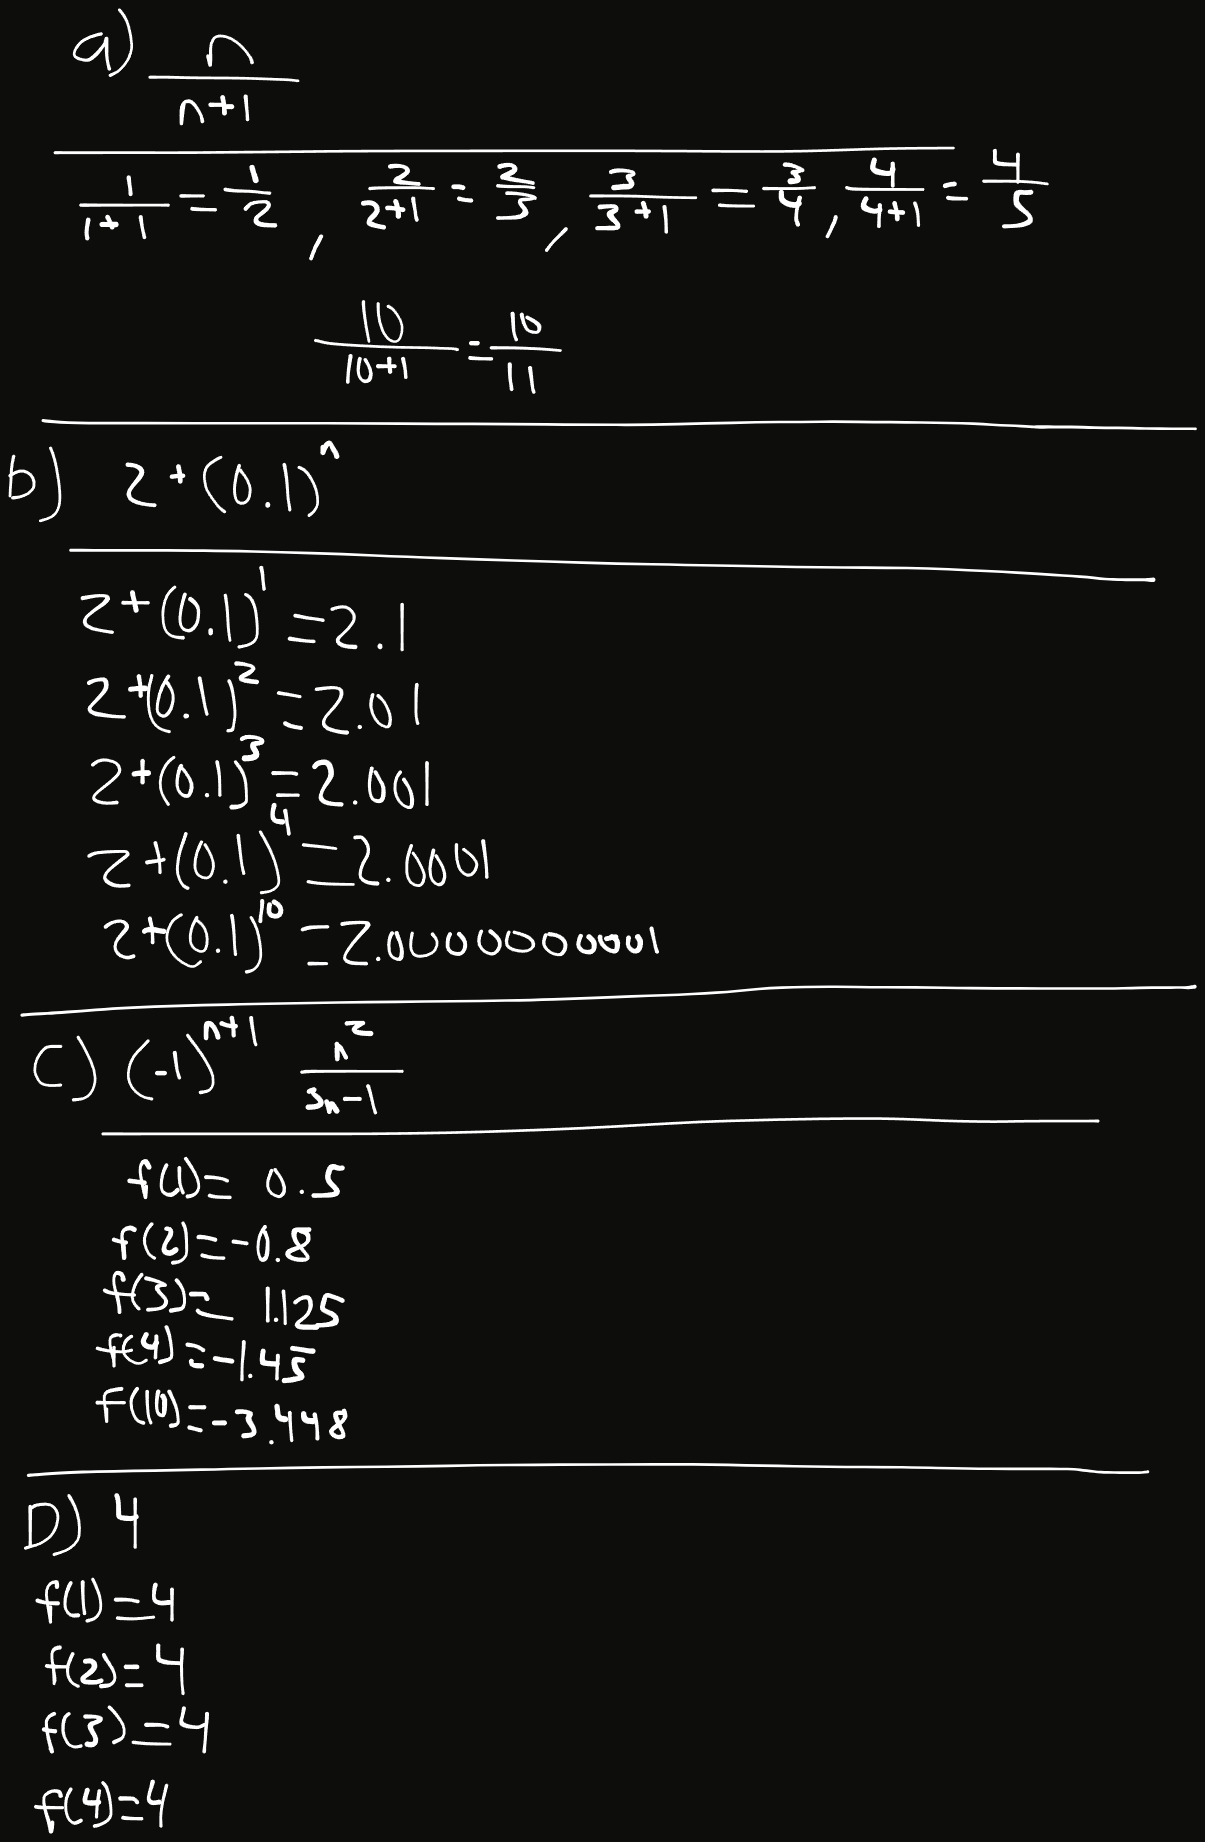 a) n/(n+1)
1/(1+1) = 1/2, 2/(2+1) = 2/3, 3/(3+1) = 3/4, 4/(4+1) = 4/5
10/(10+1) = 10/11
b) 2+(0.1)^n
2+(0.1)^1 = 2.1
2+(0.1)^2 = 2.01
2+(0.1)^3 = 2.001
2+(0.1)^4 = 2.0001
2+(0.1)^10 = 2.0000000001
C) (-1)^(n+1) n^2/(3n-1)
f(1) = 0.5
f(2) = -0.8
f(3) = 1.125
f(4) = -1.45
F(10) = -3.448
D) 4
f(1) = 4
f(2) = 4
f(3) = 4
f(4) = 4